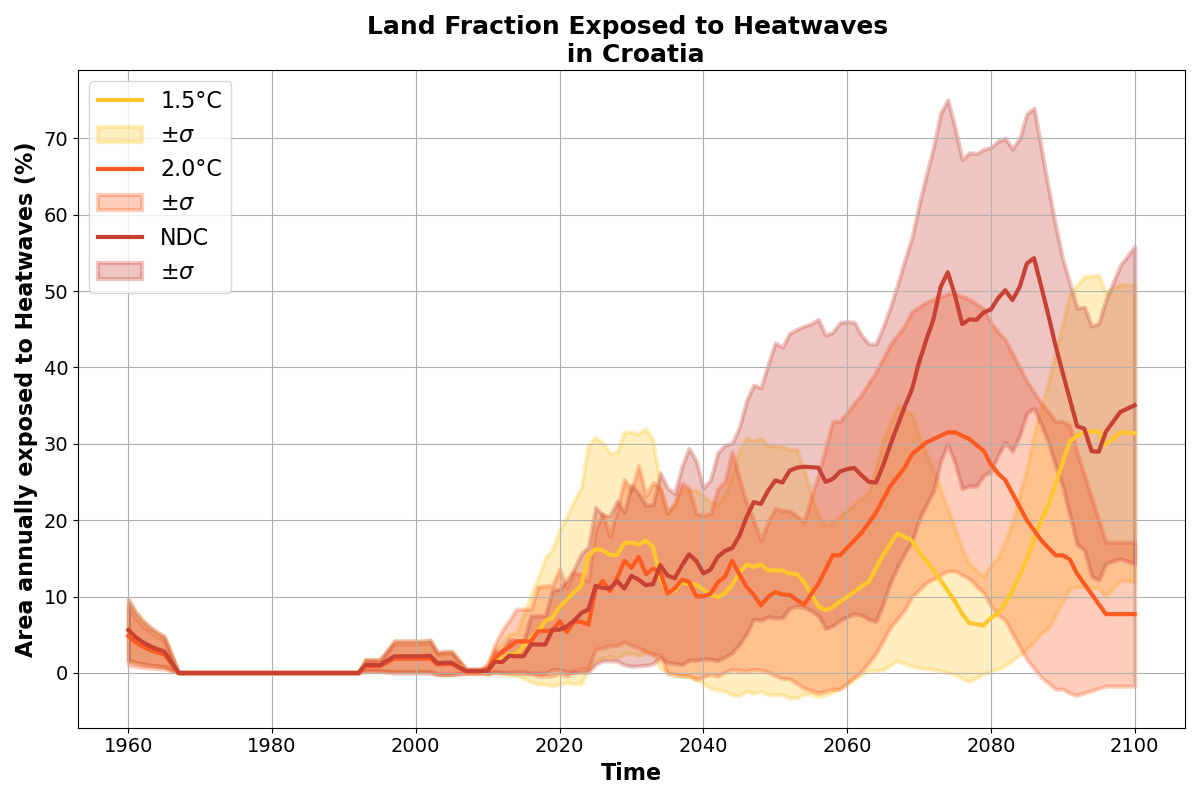 Land Fraction Exposed to Heatwaves
in Croatia
1.5°C
±σ
2.0°C
±σ
NDC
±σ
Area annually exposed to Heatwaves (%)
70
60
50
40
30
20
10
0
1960 1980 2000 2020 2040 2060 2080 2100
Time